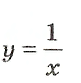 y = 1/x